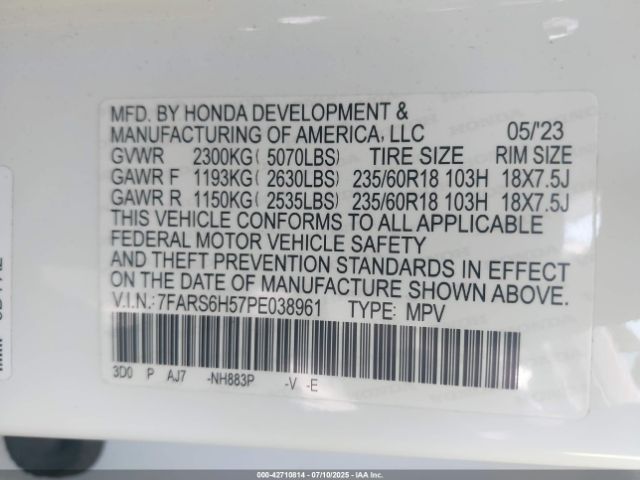 MFD. BY HONDA DEVELOPMENT &
MANUFACTURING OF AMERICA, LLC 05/'23
GVWR 2300KG( 5070LBS) TIRE SIZE RIM SIZE
GAWR F 1193KG( 2630LBS) 235/60R18 103H 18X7.5J
GAWR R 1150KG( 2535LBS) 235/60R18 103H 18X7.5J
THIS VEHICLE CONFORMS TO ALL APPLICABLE
FEDERAL MOTOR VEHICLE SAFETY
AND THEFT PREVENTION STANDARDS IN EFFECT
ON THE DATE OF MANUFACTURE SHOWN ABOVE.
V.I.N.: 7FARS6H57PE038961 TYPE: MPV
3D0 P AJ7 -NH883P -V -E
000-42710814 - 07/10/2025 - IAA Inc.